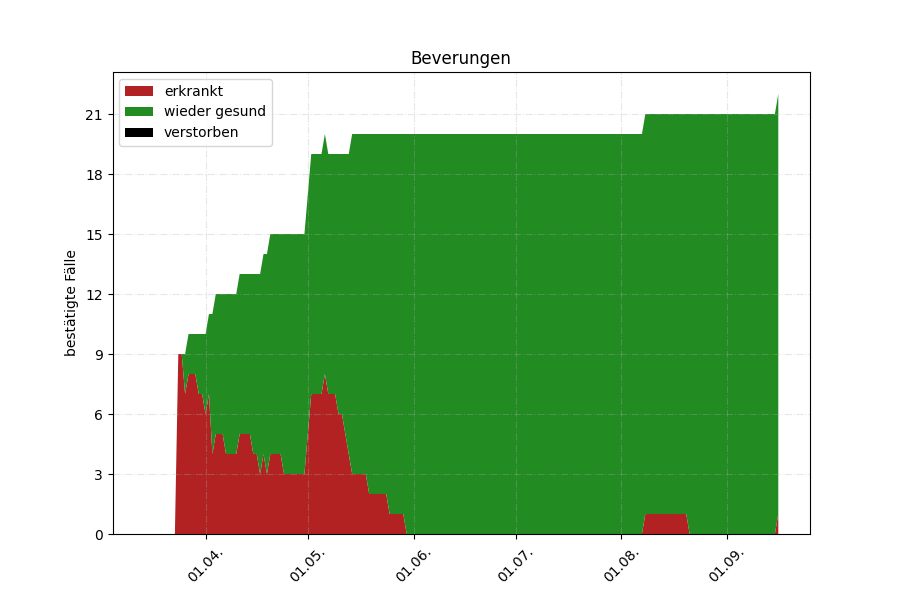 Beverungen
erkrankt
wieder gesund
verstorben
bestätigte Fälle
21
18
15
12
9
6
3
0
01.04.
01.05.
01.06.
01.07.
01.08.
01.09.